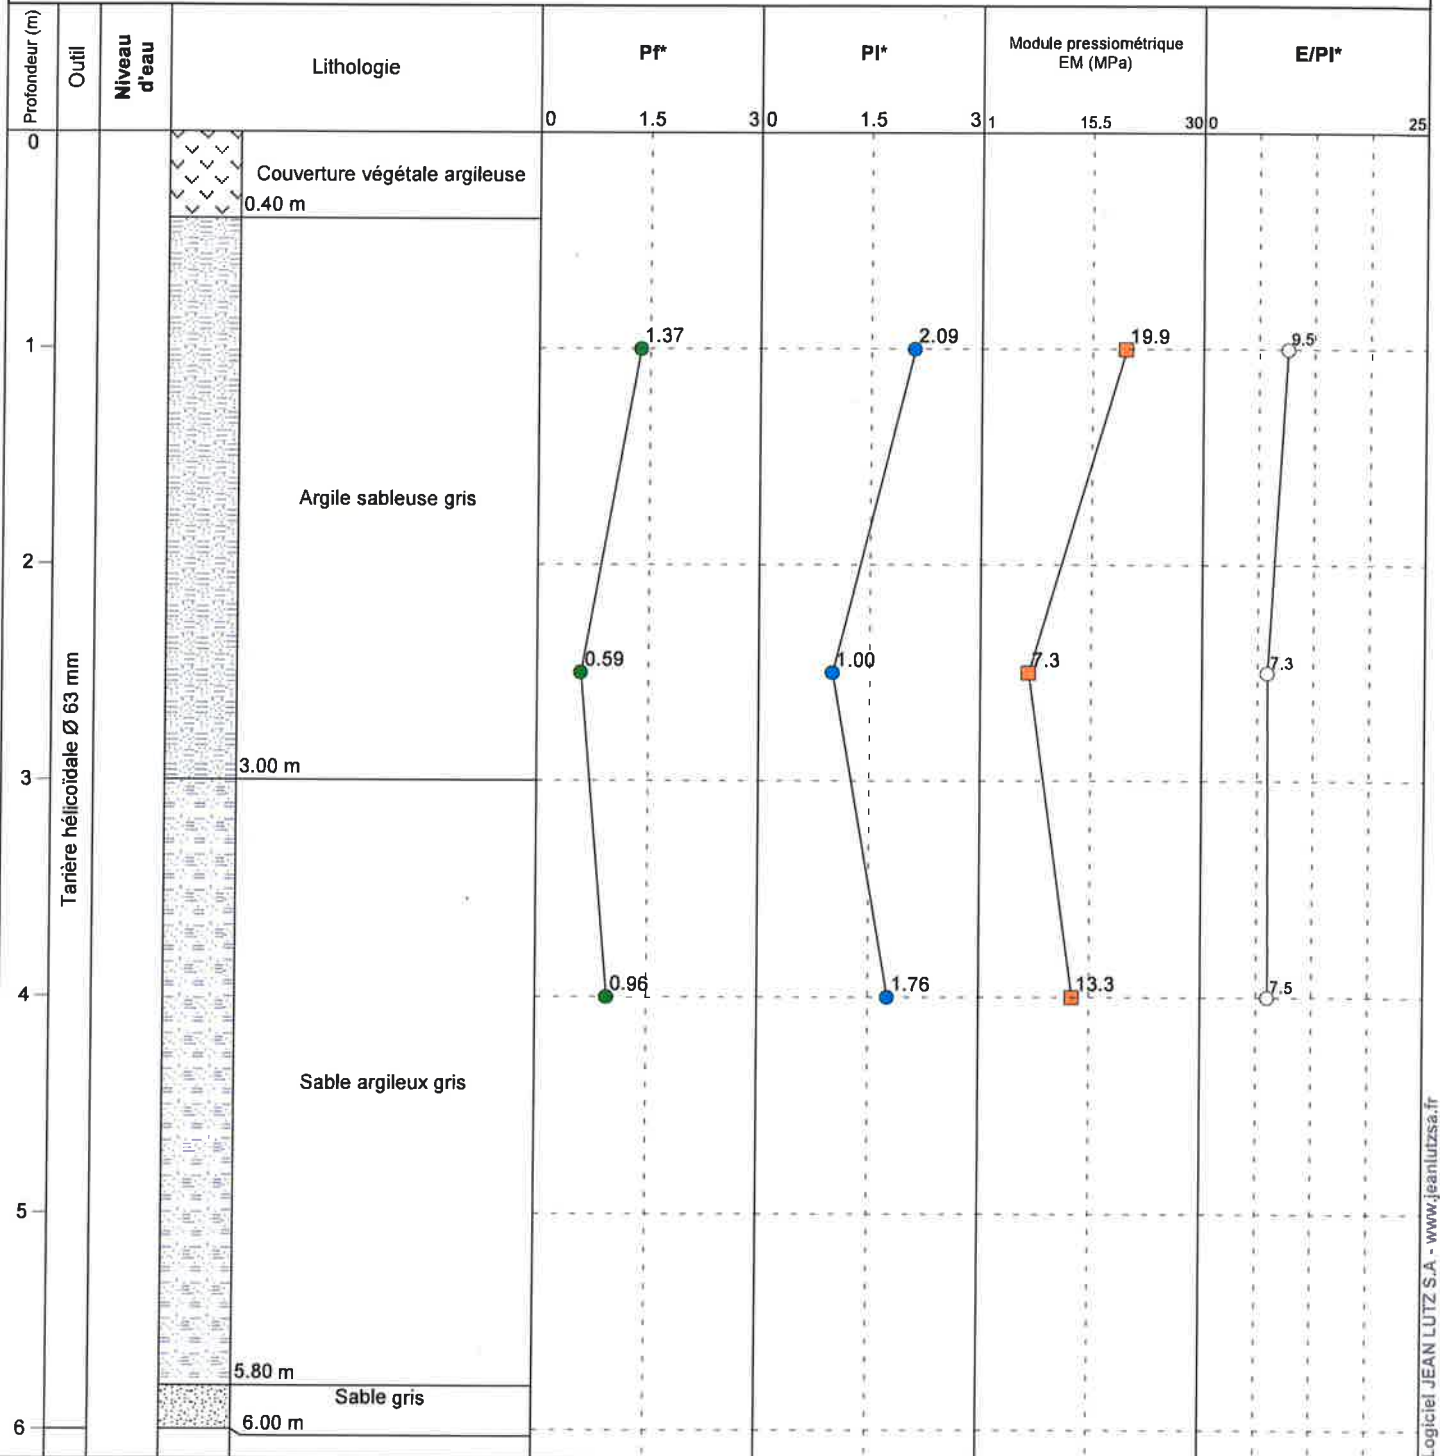 Profondeur (m)
Outil
Niveau
d'eau
Lithologie
Pf*
Pl*
Module pressiométrique
EM (MPa)
E/Pl*
0 1.5 3 0 1.5 3 1 15.5 30 0 25
0
Couverture végétale argileuse
0.40 m
1
1.37
2.09
19.9
9.5
Argile sableuse gris
2
0.59
1.00
7.3
7.3
3.00 m
3
Tarière hélicoïdale Ø 63 mm
4
0.96
1.76
13.3
7.5
Sable argileux gris
5
5.80 m
Sable gris
6.00 m
6
ogiciel JEAN LUTZ S.A - www.jeanlutzsa.fr